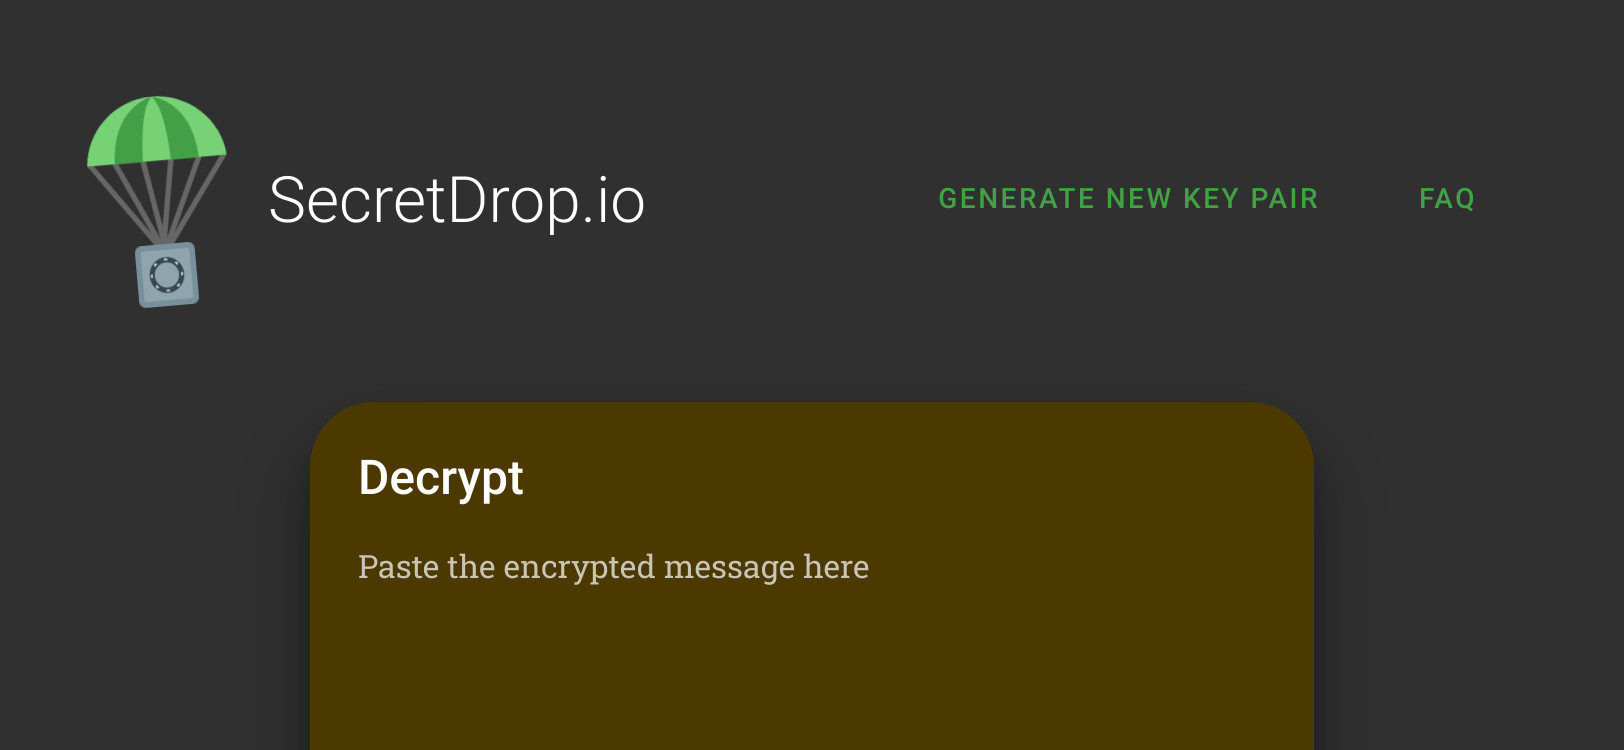 SecretDrop.io
GENERATE NEW KEY PAIR
FAQ
Decrypt
Paste the encrypted message here